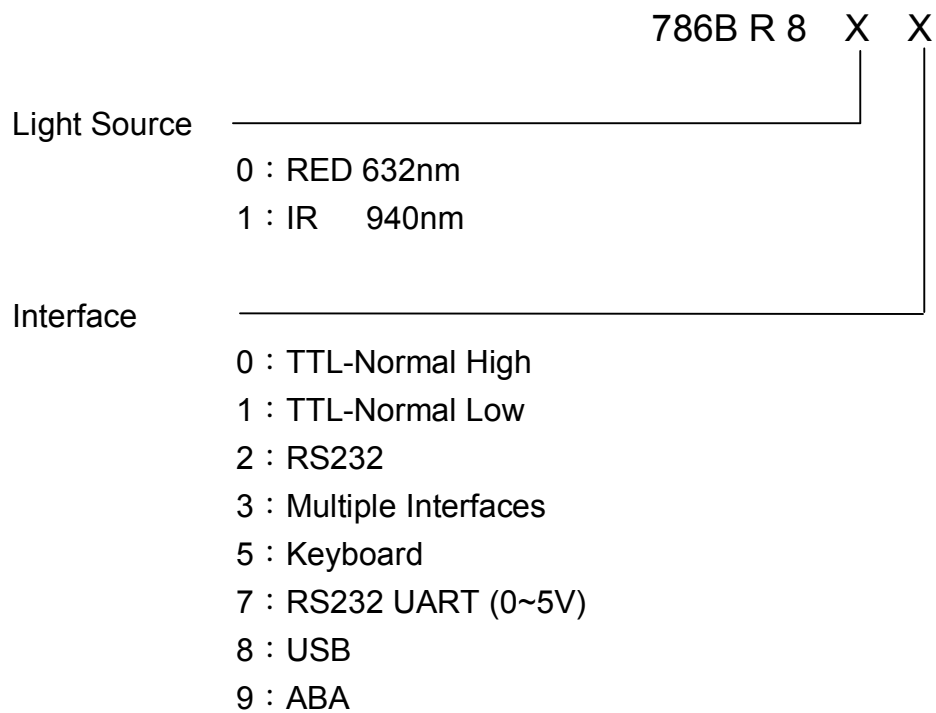 786B R 8 X X
Light Source
0：RED 632nm
1：IR 940nm
Interface
0：TTL-Normal High
1：TTL-Normal Low
2：RS232
3：Multiple Interfaces
5：Keyboard
7：RS232 UART (0~5V)
8：USB
9：ABA